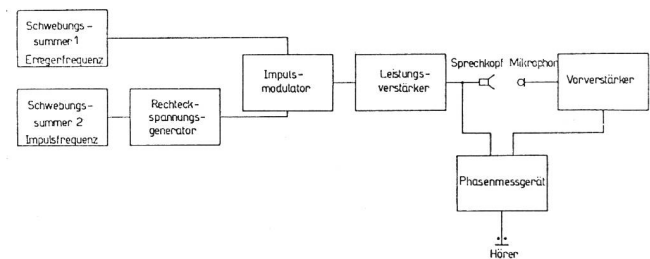 Schwebungs-
summer 1
Erregerfrequenz
Schwebungs-
summer 2
Impulsfrequenz
Rechteck-
spannungs-
generator
Impuls-
modulator
Leistungs-
verstärker
Sprechkopf
Mikrophon
Vorverstärker
Phasenmessgerät
Hörer